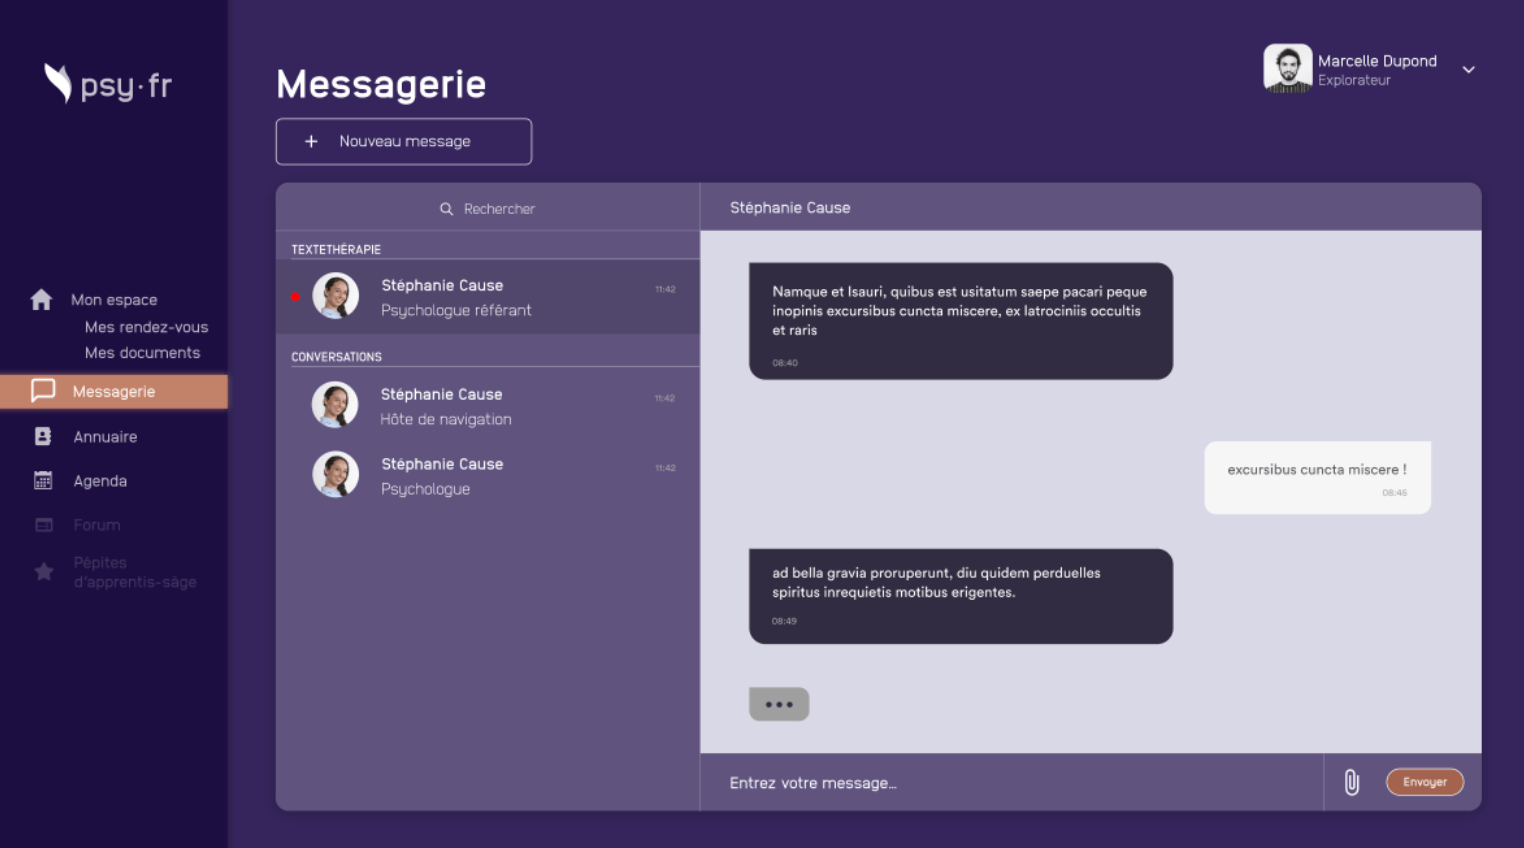 psy·fr
Mon espace
Mes rendez-vous
Mes documents
Messagerie
Annuaire
Agenda
Forum
Pépites
d'apprentis-sage
Messagerie
Marcelle Dupond
Explorateur
+ Nouveau message
Rechercher
TEXTETHÉRAPIE
Stéphanie Cause
11:42
Psychologue référant
CONVERSATIONS
Stéphanie Cause
11:42
Hôte de navigation
Stéphanie Cause
11:42
Psychologue
Stéphanie Cause
Namque et Isauri, quibus est usitatum saepe pacari peque
inopinis excursibus cuncta miscere, ex latrociniis occultis
et raris
08:40
excursibus cuncta miscere !
08:45
ad bella gravia proruperunt, diu quidem perduelles
spiritus inrequietis motibus erigentes.
08:49
Entrez votre message...
Envoyer